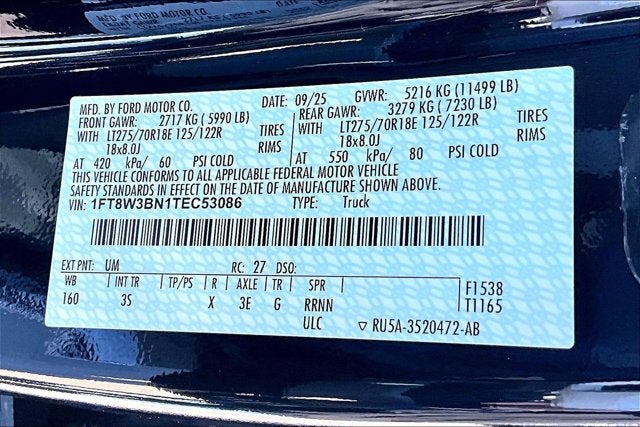 MFD. BY FORD MOTOR CO. DATE: 09/25 GVWR: 5216 KG (11499 LB)
FRONT GAWR: 2717 KG ( 5990 LB) REAR GAWR: 3279 KG ( 7230 LB)
WITH LT275/70R18E 125/122R TIRES WITH LT275/70R18E 125/122R TIRES
18x8.0J RIMS 18x8.0J RIMS
AT 420 kPa/ 60 PSI COLD AT 550 kPa/ 80 PSI COLD
THIS VEHICLE CONFORMS TO ALL APPLICABLE FEDERAL MOTOR VEHICLE
SAFETY STANDARDS IN EFFECT ON THE DATE OF MANUFACTURE SHOWN ABOVE.
VIN: 1FT8W3BN1TEC53086 TYPE: Truck
EXT PNT: UM RC: 27 DSO:
WB INT TR TP/PS R AXLE TR SPR F1538
160 3S X 3E G RRNN T1165
ULC ▽ RU5A-3520472-AB